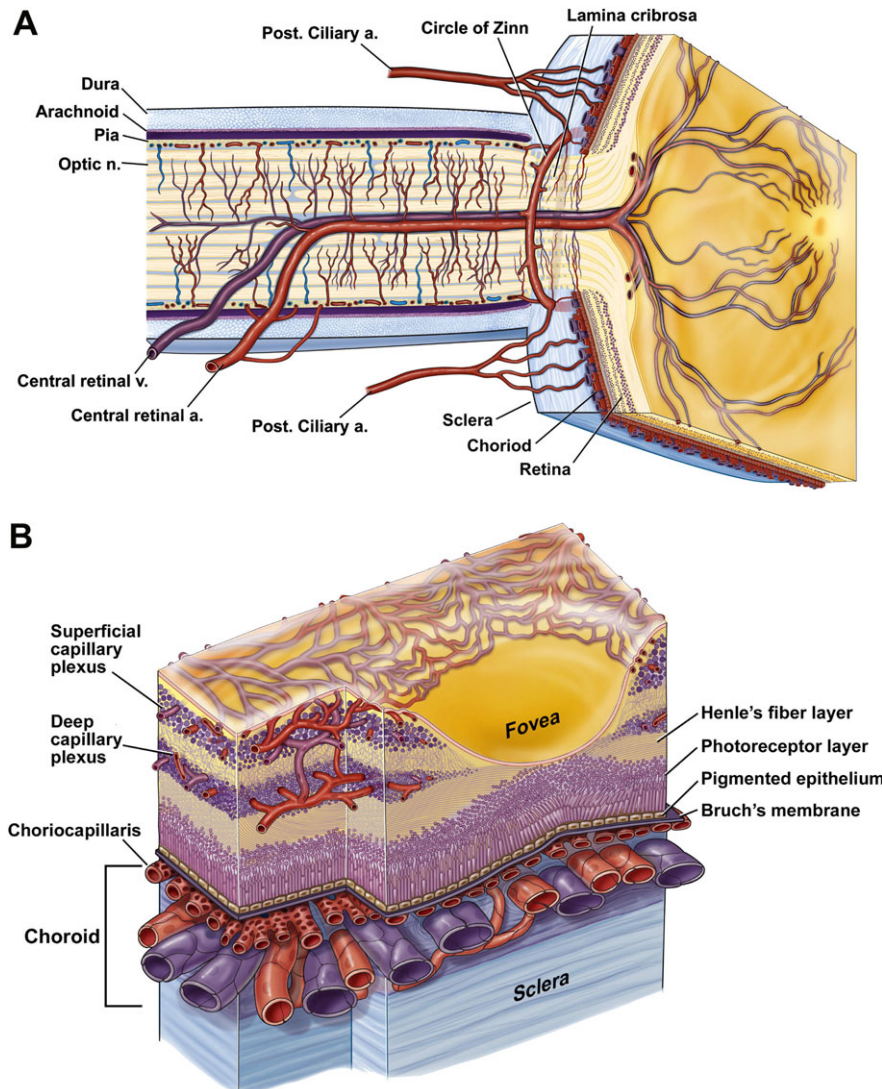 A
Post. Ciliary a.
Circle of Zinn
Lamina cribrosa
Dura
Arachnoid
Pia
Optic n.
Central retinal v.
Central retinal a.
Post. Ciliary a.
Sclera
Choriod
Retina
B
Superficial
capillary
plexus
Deep
capillary
plexus
Choriocapillaris
Choroid
Fovea
Henle's fiber layer
Photoreceptor layer
Pigmented epithelium
Bruch's membrane
Sclera